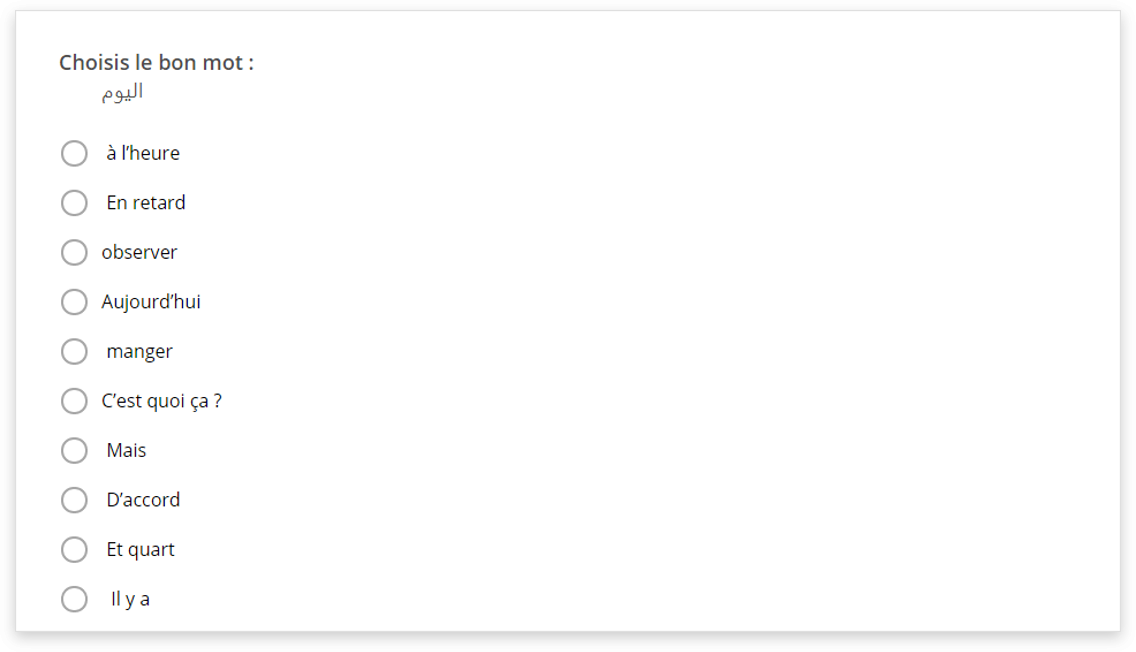 Choisis le bon mot :
اليوم
à l’heure
En retard
observer
Aujourd’hui
manger
C’est quoi ça ?
Mais
D’accord
Et quart
Il y a